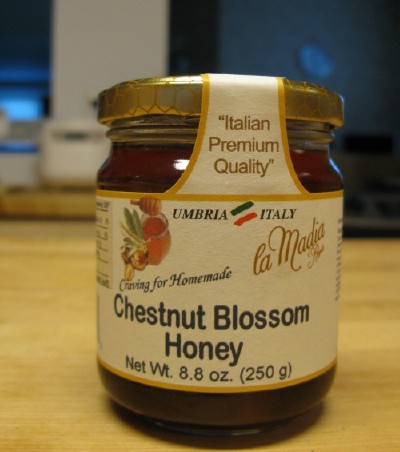 "Italian
Premium
Quality"
UMBRIA ITALY
la Madia
Craving for Homemade
Chestnut Blossom
Honey
Net Wt. 8.8 oz. (250 g)